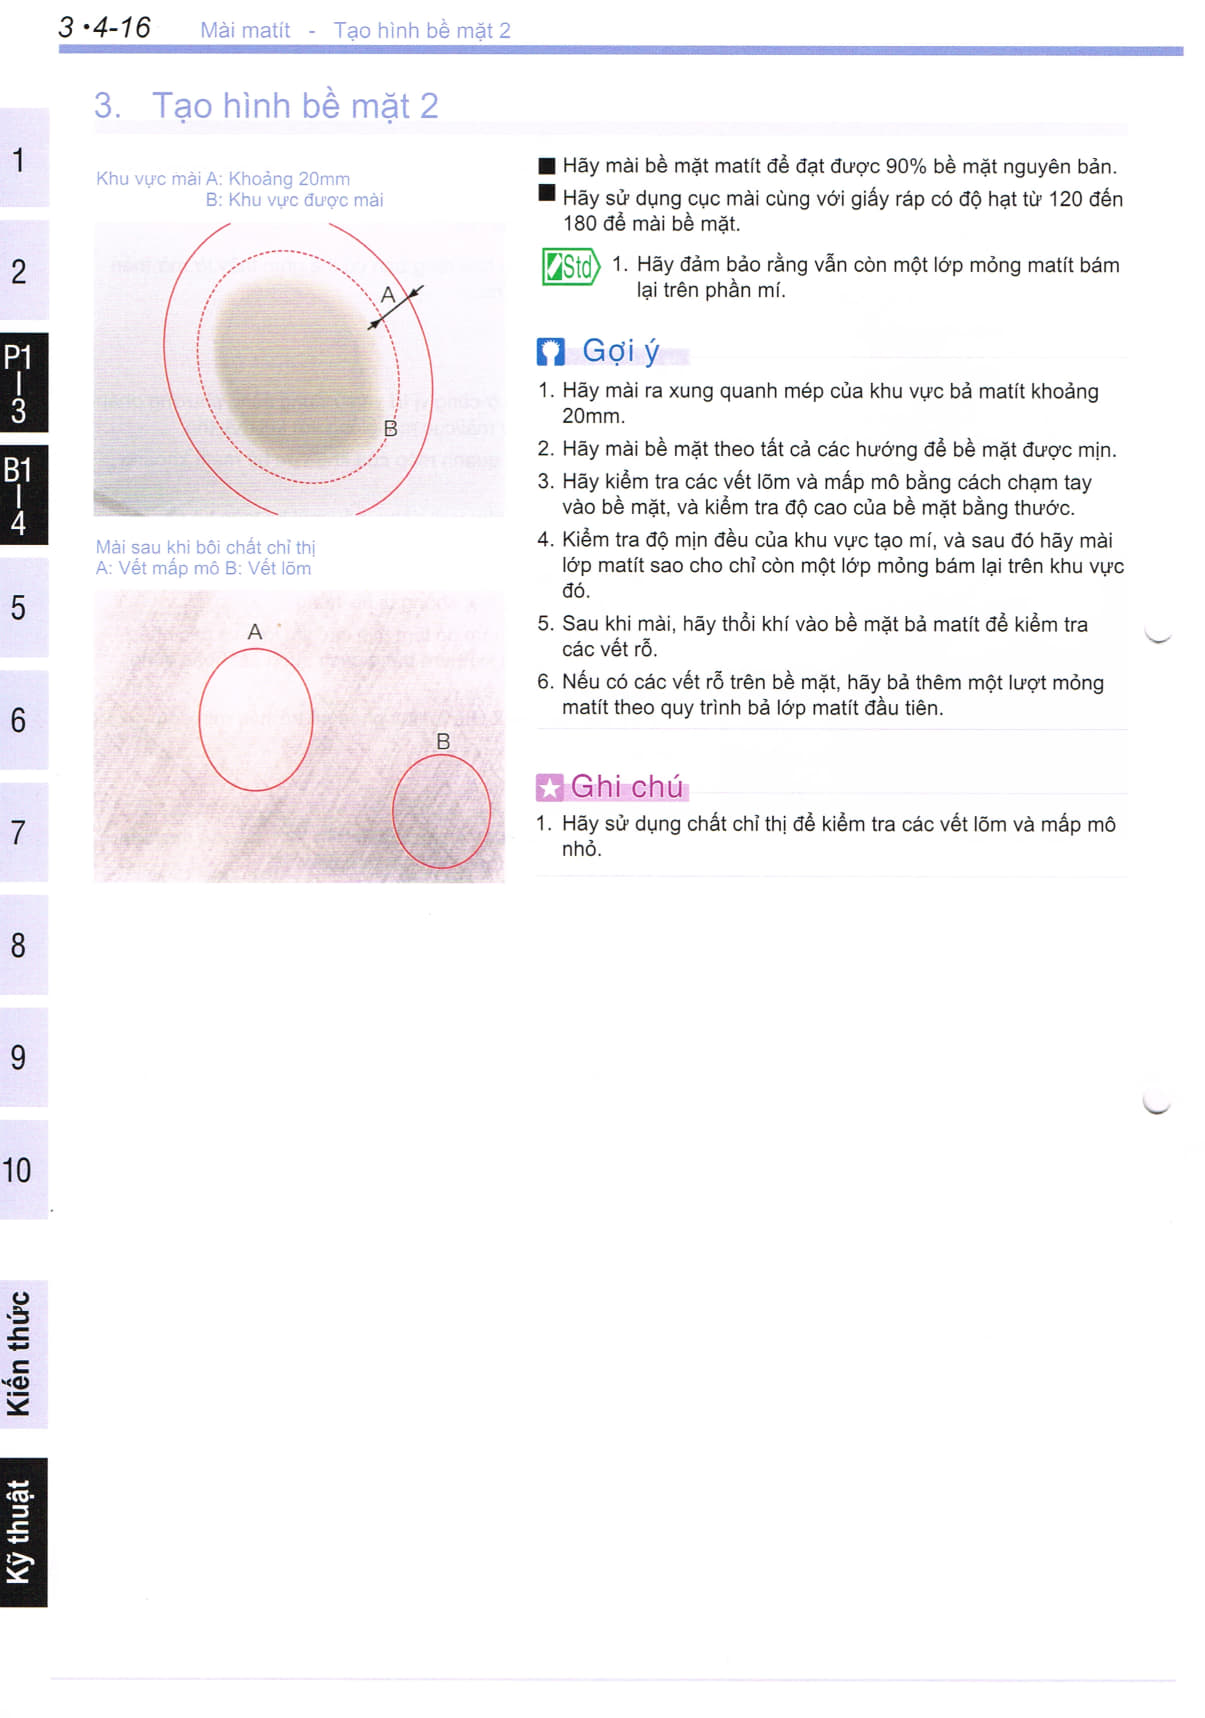 3・4-16 Mài matít - Tạo hình bề mặt 2
3. Tạo hình bề mặt 2
Khu vực mài A: Khoảng 20mm
B: Khu vực được mài
A
B
Mài sau khi bôi chất chỉ thị
A: Vết mấp mô B: Vết lõm
A
B
■ Hãy mài bề mặt matít để đạt được 90% bề mặt nguyên bản.
■ Hãy sử dụng cục mài cùng với giấy ráp có độ hạt từ 120 đến
180 để mài bề mặt.
Std 1. Hãy đảm bảo rằng vẫn còn một lớp mỏng matít bám
lại trên phần mí.
Gợi ý
1. Hãy mài ra xung quanh mép của khu vực bả matít khoảng
20mm.
2. Hãy mài bề mặt theo tất cả các hướng để bề mặt được mịn.
3. Hãy kiểm tra các vết lõm và mấp mô bằng cách chạm tay
vào bề mặt, và kiểm tra độ cao của bề mặt bằng thước.
4. Kiểm tra độ mịn đều của khu vực tạo mí, và sau đó hãy mài
lớp matít sao cho chỉ còn một lớp mỏng bám lại trên khu vực
đó.
5. Sau khi mài, hãy thổi khí vào bề mặt bả matít để kiểm tra
các vết rỗ.
6. Nếu có các vết rỗ trên bề mặt, hãy bả thêm một lượt mỏng
matít theo quy trình bả lớp matít đầu tiên.
Ghi chú
1. Hãy sử dụng chất chỉ thị để kiểm tra các vết lõm và mấp mô
nhỏ.
1
2
P1
3
B1
4
5
6
7
8
9
10
Kiến thức
Kỹ thuật